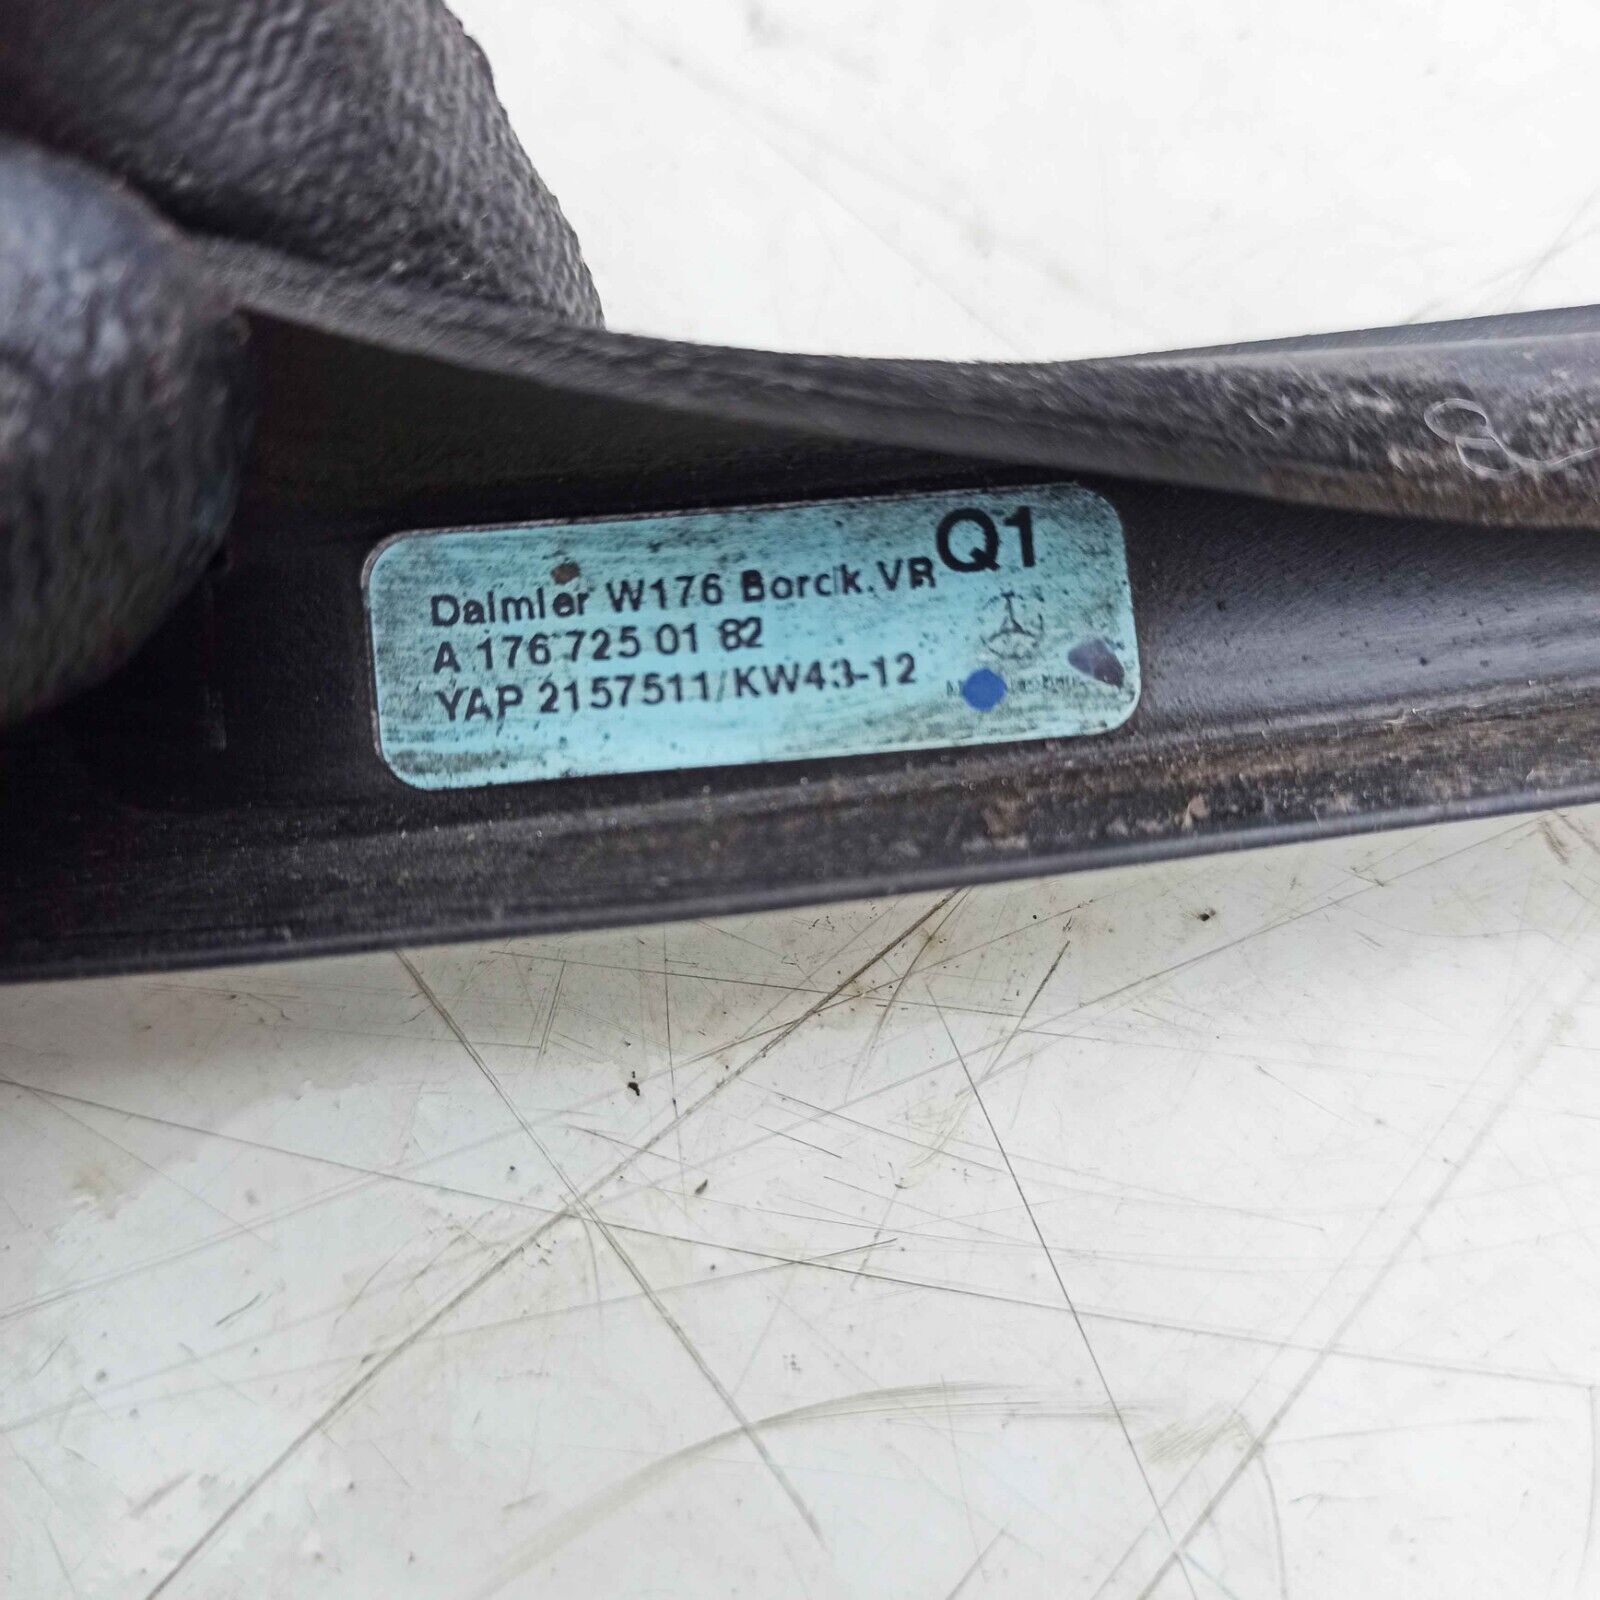 Daimler W176 Borck.VR Q1
A 176 725 01 82
YAP 2157511/KW43-12